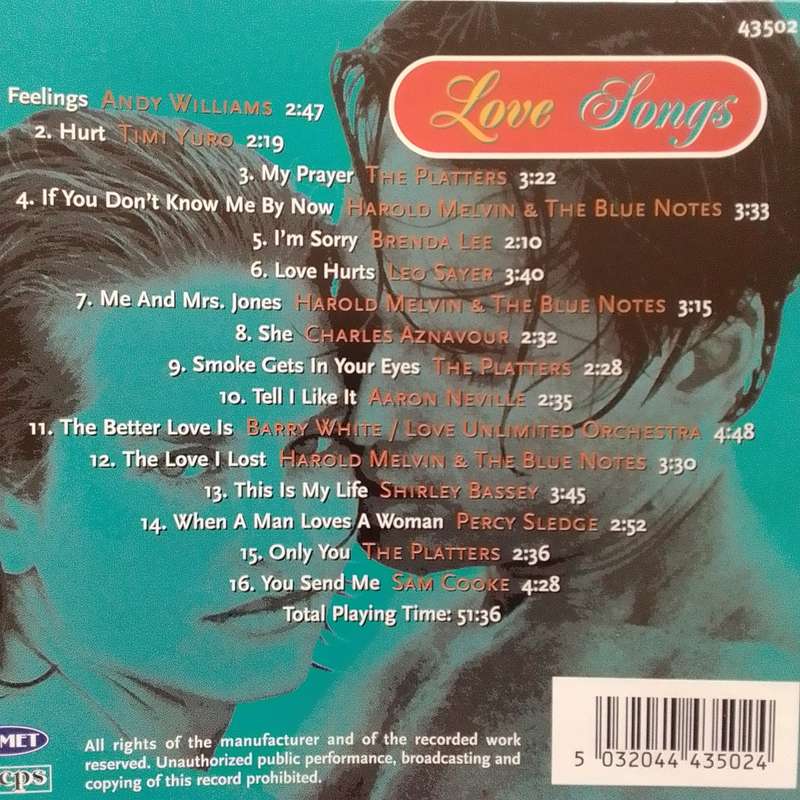 43502
Love Songs
Feelings ANDY WILLIAMS 2:47
2. Hurt TIMI YURO 2:19
3. My Prayer THE PLATTERS 3:22
4. If You Don't Know Me By Now HAROLD MELVIN & THE BLUE NOTES 3:33
5. I'm Sorry BRENDA LEE 2:10
6. Love Hurts LEO SAYER 3:40
7. Me And Mrs. Jones HAROLD MELVIN & THE BLUE NOTES 3:15
8. She CHARLES AZNAVOUR 2:32
9. Smoke Gets In Your Eyes THE PLATTERS 2:28
10. Tell I Like It AARON NEVILLE 2:35
11. The Better Love Is BARRY WHITE / LOVE UNLIMITED ORCHESTRA 4:48
12. The Love I Lost HAROLD MELVIN & THE BLUE NOTES 3:30
13. This Is My Life SHIRLEY BASSEY 3:45
14. When A Man Loves A Woman PERCY SLEDGE 2:52
15. Only You THE PLATTERS 2:36
16. You Send Me SAM COOKE 4:28
Total Playing Time: 51:36
MET
cps
All rights of the manufacturer and of the recorded work
reserved. Unauthorized public performance, broadcasting and
copying of this record prohibited.
5 032044 435024